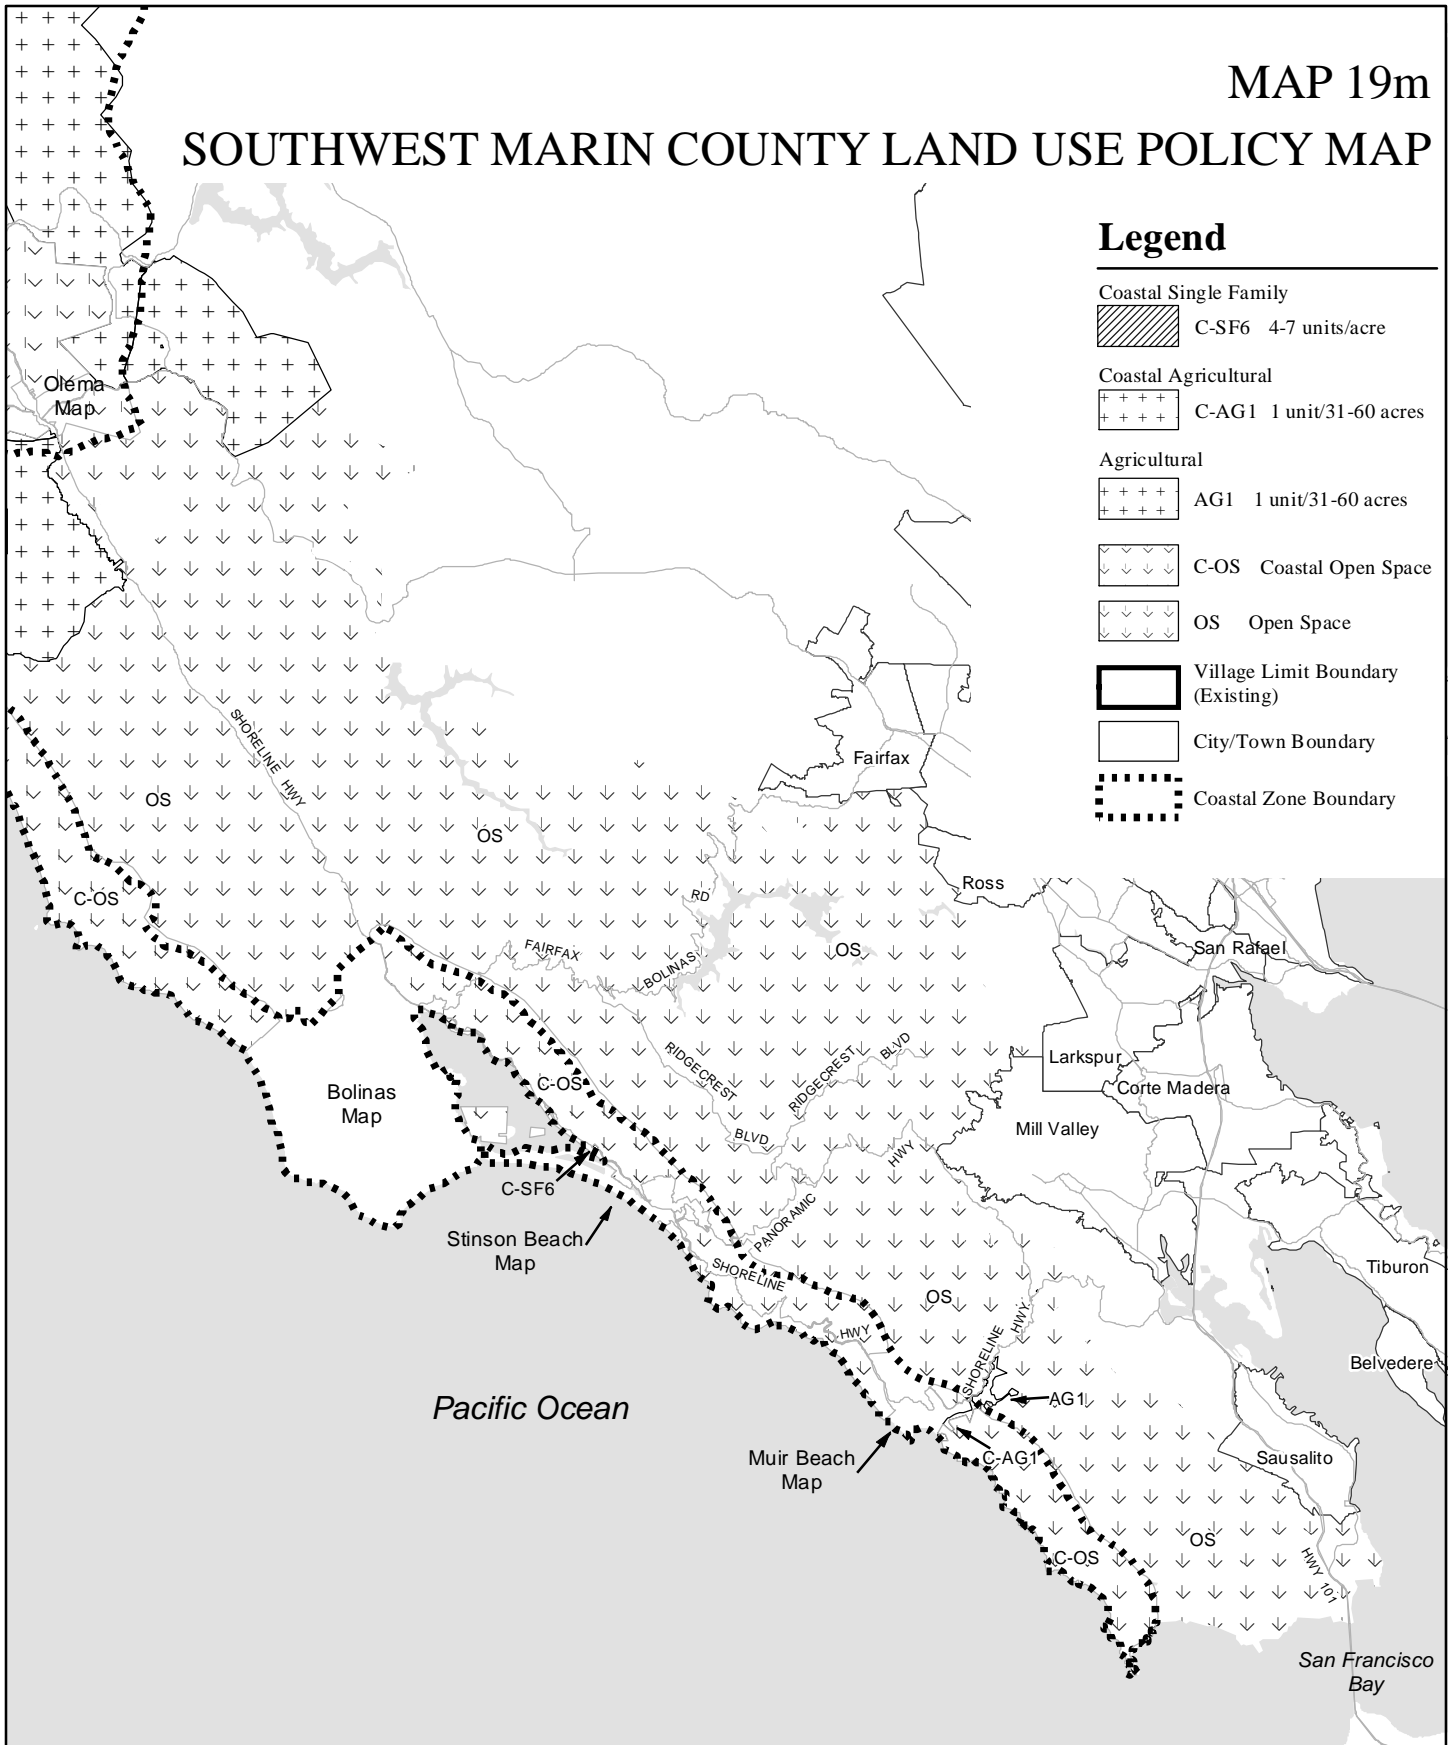 MAP 19m
SOUTHWEST MARIN COUNTY LAND USE POLICY MAP
Legend
Coastal Single Family
C-SF6 4-7 units/acre
Coastal Agricultural
C-AG1 1 unit/31-60 acres
Agricultural
AG1 1 unit/31-60 acres
C-OS Coastal Open Space
OS Open Space
Village Limit Boundary
(Existing)
City/Town Boundary
Coastal Zone Boundary
Olema
Map
SHORELINE HWY
Fairfax
OS
OS
Ross
RD
C-OS
OS
San Rafael
FAIRFAX
BOLINAS
Larkspur
RIDGECREST
RIDGECREST
BLVD
C-OS
Corte Madera
Bolinas
Map
Mill Valley
BLVD
HWY
C-SF6
PANORAMIC
Stinson Beach
Map
SHORELINE
Tiburon
OS
HWY
HWY
SHORELINE
Belvedere
AG1
Pacific Ocean
Muir Beach
Map
C-AG1
Sausalito
OS
C-OS
HWY 101
San Francisco
Bay